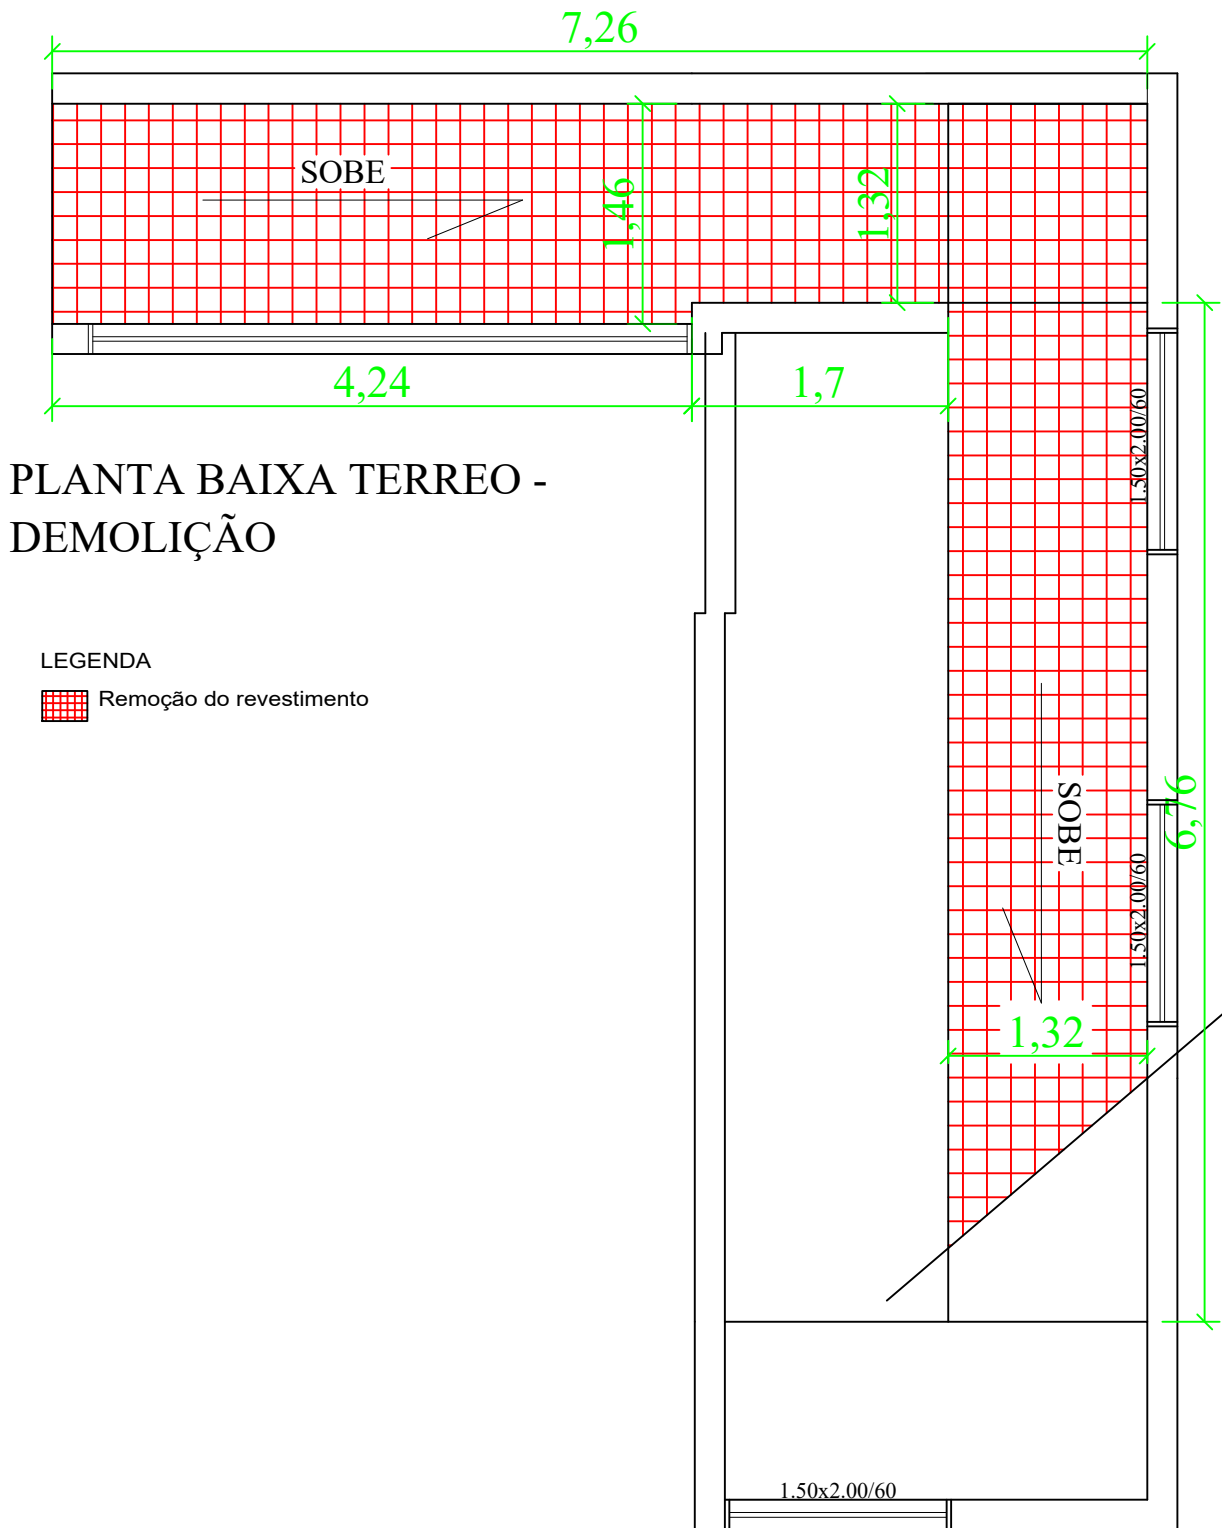 7,26
SOBE
1,46
1,32
4,24
1,7
1.50x2.00/60
PLANTA BAIXA TERREO -
DEMOLIÇÃO
LEGENDA
Remoção do revestimento
SOBE
6,76
1.50x2.00/60
1,32
1.50x2.00/60